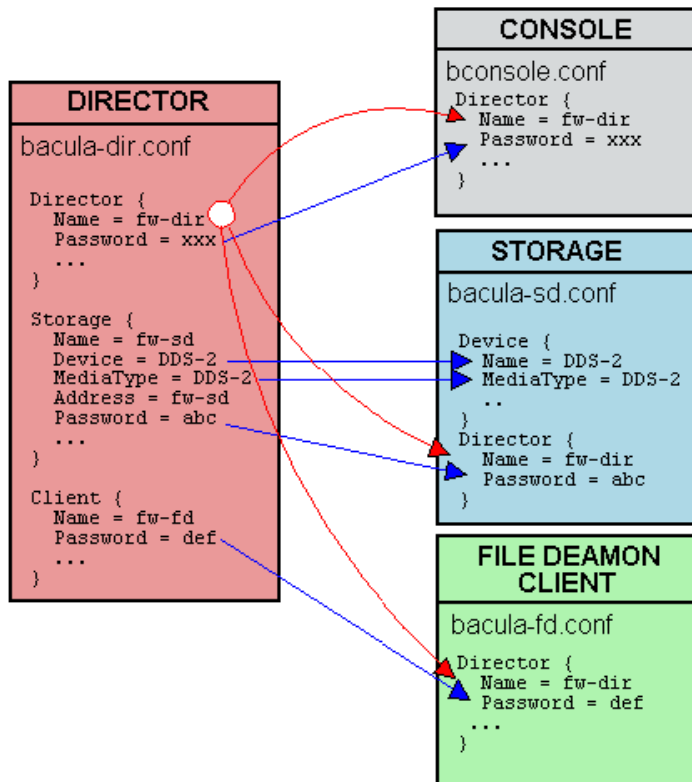 DIRECTOR
bacula-dir.conf
Director {
Name = fw-dir
Password = xxx
...
}
Storage {
Name = fw-sd
Device = DDS-2
MediaType = DDS-2
Address = fw-sd
Password = abc
...
}
Client {
Name = fw-fd
Password = def
...
}
CONSOLE
bconsole.conf
Director {
Name = fw-dir
Password = xxx
...
}
STORAGE
bacula-sd.conf
Device {
Name = DDS-2
MediaType = DDS-2
..
}
Director {
Name = fw-dir
Password = abc
}
FILE DEAMON
CLIENT
bacula-fd.conf
Director {
Name = fw-dir
Password = def
...
}